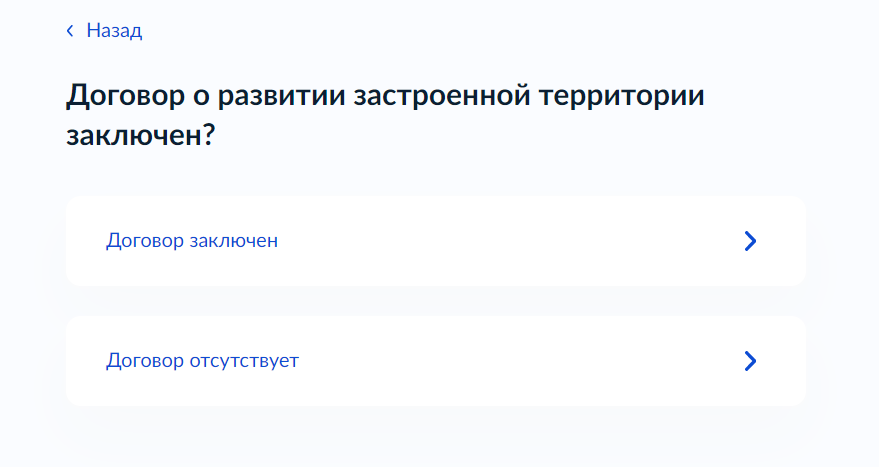 Назад
Договор о развитии застроенной территории
заключен?
Договор заключен
Договор отсутствует